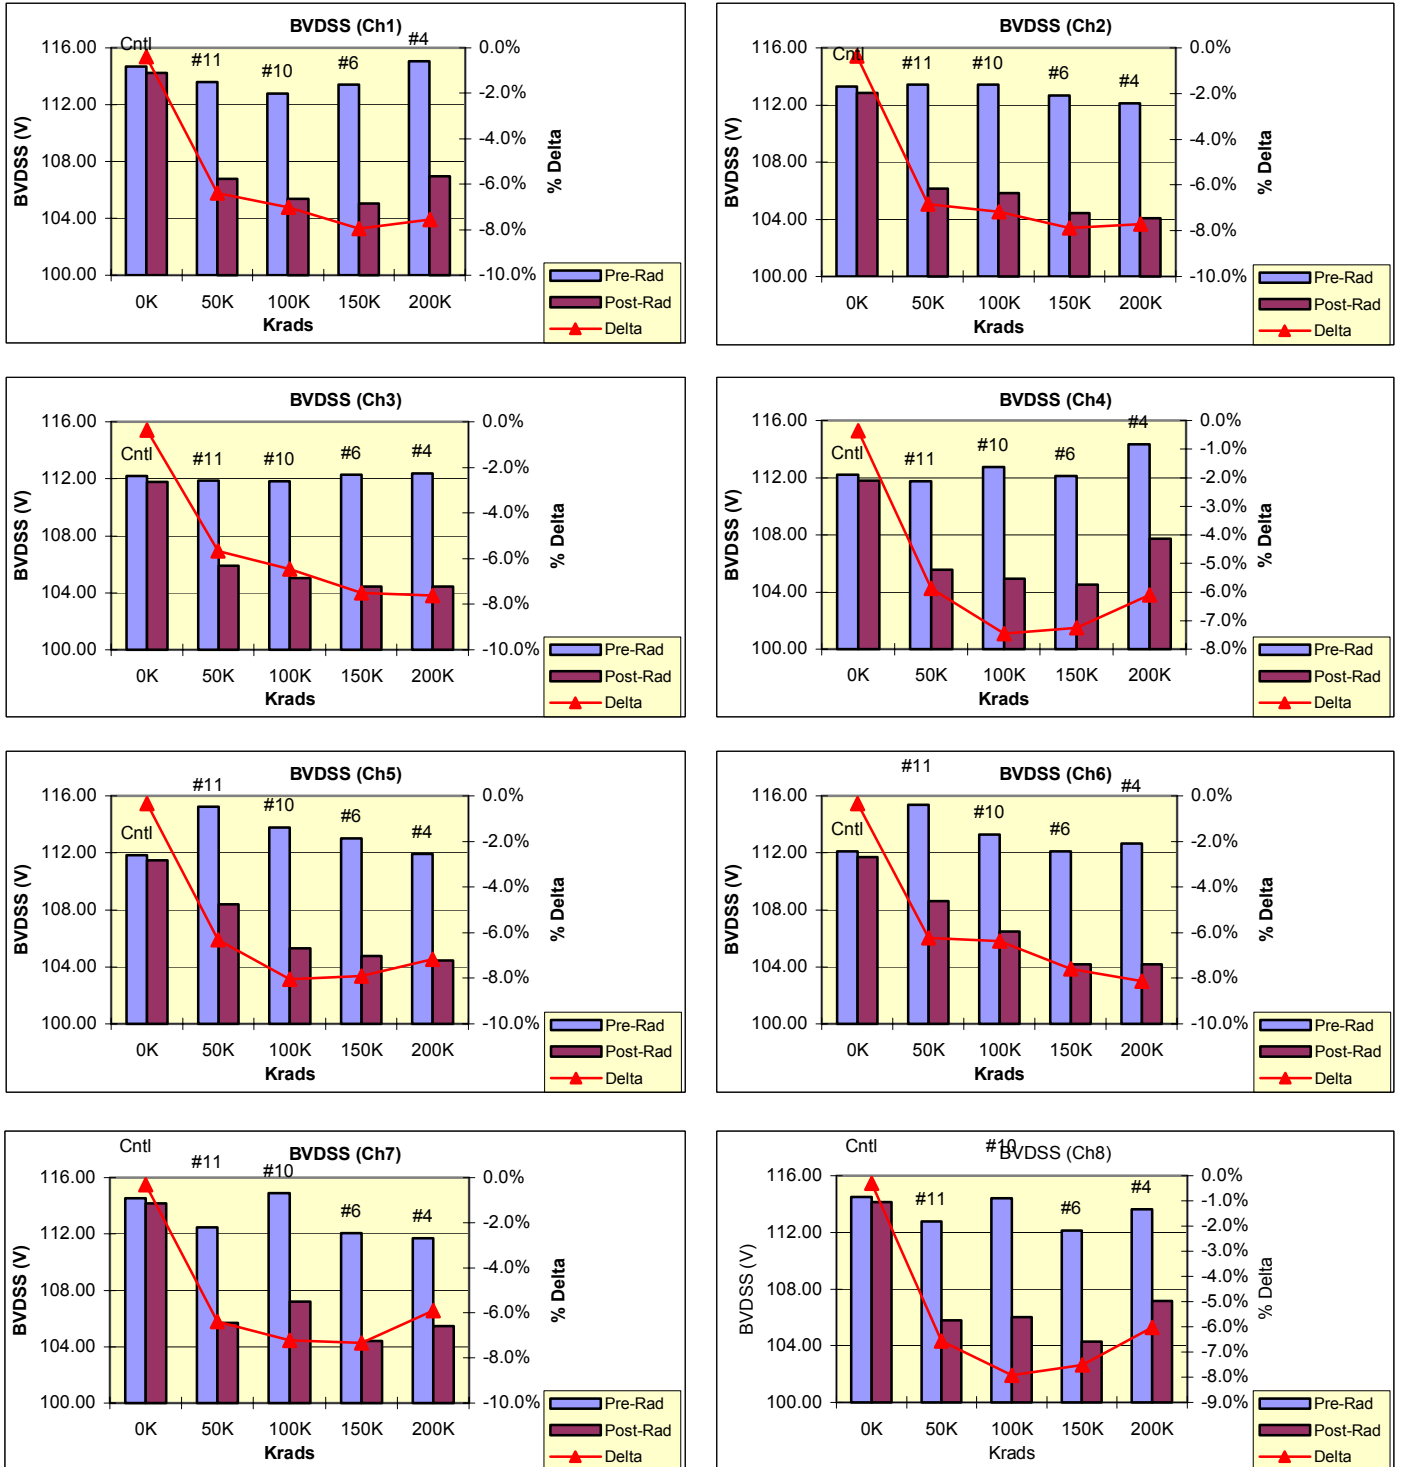 BVDSS (Ch1)
116.00
112.00
108.00
104.00
100.00
BVDSS (V)
Cntl
#11
#10
#6
#4
0.0%
-2.0%
-4.0%
-6.0%
-8.0%
-10.0%
% Delta
0K 50K 100K 150K 200K
Krads
Pre-Rad
Post-Rad
Delta
BVDSS (Ch2)
116.00
112.00
108.00
104.00
100.00
BVDSS (V)
Cntl
#11
#10
#6
#4
0.0%
-2.0%
-4.0%
-6.0%
-8.0%
-10.0%
% Delta
0K 50K 100K 150K 200K
Krads
Pre-Rad
Post-Rad
Delta
BVDSS (Ch3)
116.00
112.00
108.00
104.00
100.00
BVDSS (V)
Cntl
#11
#10
#6
#4
0.0%
-2.0%
-4.0%
-6.0%
-8.0%
-10.0%
% Delta
0K 50K 100K 150K 200K
Krads
Pre-Rad
Post-Rad
Delta
BVDSS (Ch4)
116.00
112.00
108.00
104.00
100.00
BVDSS (V)
Cntl
#11
#10
#6
#4
0.0%
-1.0%
-2.0%
-3.0%
-4.0%
-5.0%
-6.0%
-7.0%
-8.0%
% Delta
0K 50K 100K 150K 200K
Krads
Pre-Rad
Post-Rad
Delta
BVDSS (Ch5)
116.00
112.00
108.00
104.00
100.00
BVDSS (V)
Cntl
#11
#10
#6
#4
0.0%
-2.0%
-4.0%
-6.0%
-8.0%
-10.0%
% Delta
0K 50K 100K 150K 200K
Krads
Pre-Rad
Post-Rad
Delta
BVDSS (Ch6)
116.00
112.00
108.00
104.00
100.00
BVDSS (V)
Cntl
#11
#10
#6
#4
0.0%
-2.0%
-4.0%
-6.0%
-8.0%
-10.0%
% Delta
0K 50K 100K 150K 200K
Krads
Pre-Rad
Post-Rad
Delta
BVDSS (Ch7)
116.00
112.00
108.00
104.00
100.00
BVDSS (V)
Cntl
#11
#10
#6
#4
0.0%
-2.0%
-4.0%
-6.0%
-8.0%
-10.0%
% Delta
0K 50K 100K 150K 200K
Krads
Pre-Rad
Post-Rad
Delta
BVDSS (Ch8)
116.00
112.00
108.00
104.00
100.00
BVDSS (V)
Cntl
#11
#10
#6
#4
0.0%
-1.0%
-2.0%
-3.0%
-4.0%
-5.0%
-6.0%
-7.0%
-8.0%
-9.0%
% Delta
0K 50K 100K 150K 200K
Krads
Pre-Rad
Post-Rad
Delta